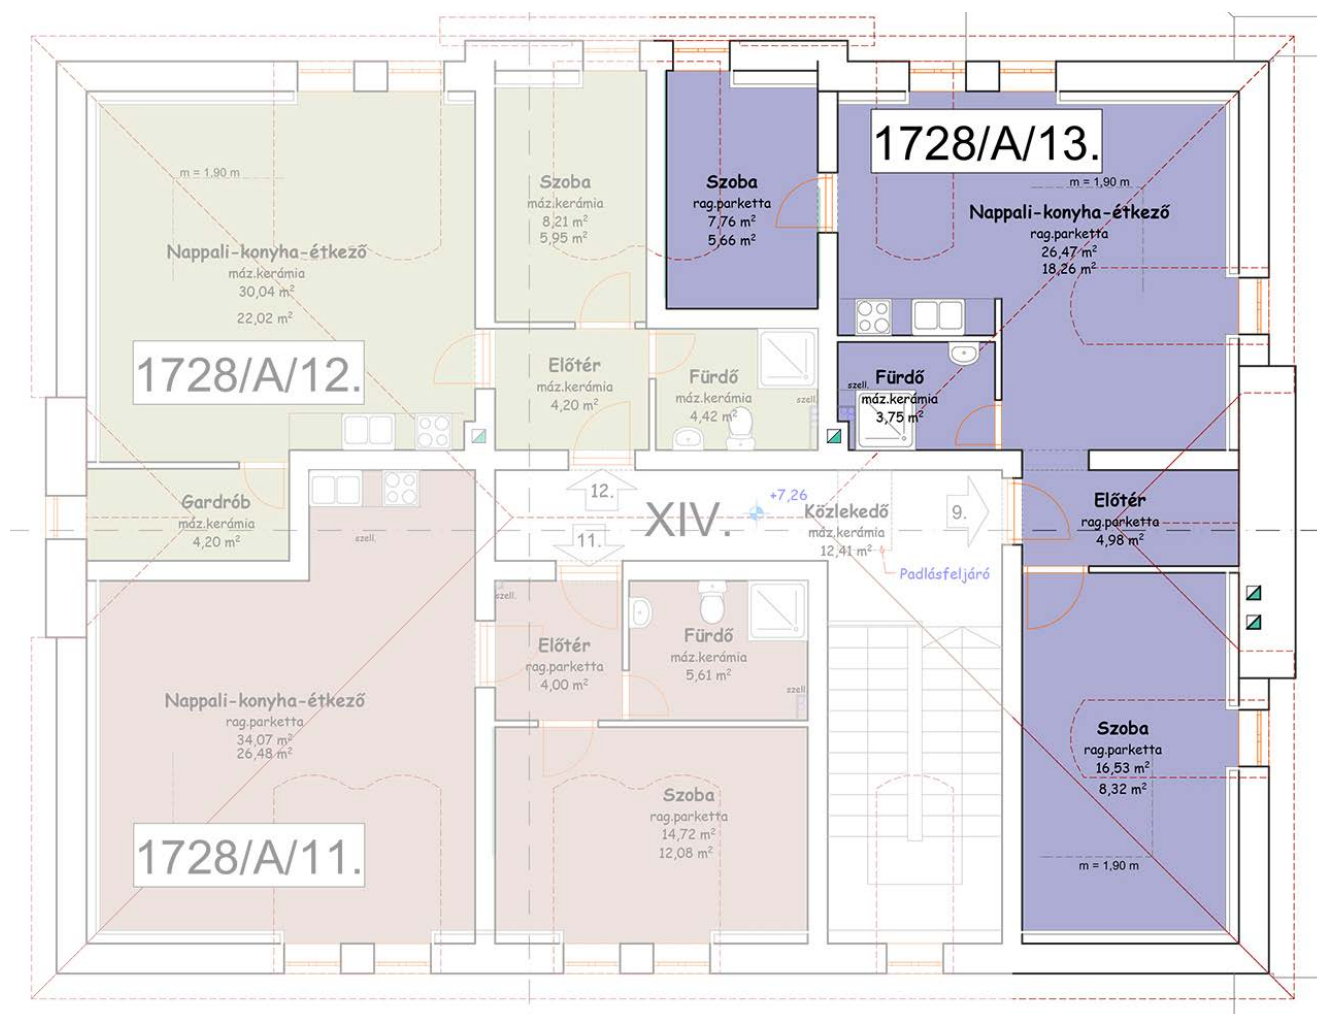 1728/A/13.
m = 1,90 m
Szoba
máz.kerámia
8,21 m²
5,95 m²
Szoba
rag.parketta
7,76 m²
5,66 m²
m = 1,90 m
Nappali-konyha-étkező
rag.parketta
26,47 m²
18,26 m²
Nappali-konyha-étkező
máz.kerámia
30,04 m²
22,02 m²
1728/A/12.
Előtér
máz.kerámia
4,20 m²
Fürdő
máz.kerámia
4,42 m²
szell.
szell.
Fürdő
máz.kerámia
3,75 m²
Gardrób
máz.kerámia
4,20 m²
szell.
12.
11.
XIV.
+7,26
Közlekedő
máz.kerámia
12,41 m²
9.
Padlásfeljáró
Előtér
rag.parketta
4,98 m²
szell.
Előtér
rag.parketta
4,00 m²
Fürdő
máz.kerámia
5,61 m²
szell.
Nappali-konyha-étkező
rag.parketta
34,07 m²
26,48 m²
Szoba
rag.parketta
16,53 m²
8,32 m²
Szoba
rag.parketta
14,72 m²
12,08 m²
1728/A/11.
m = 1,90 m